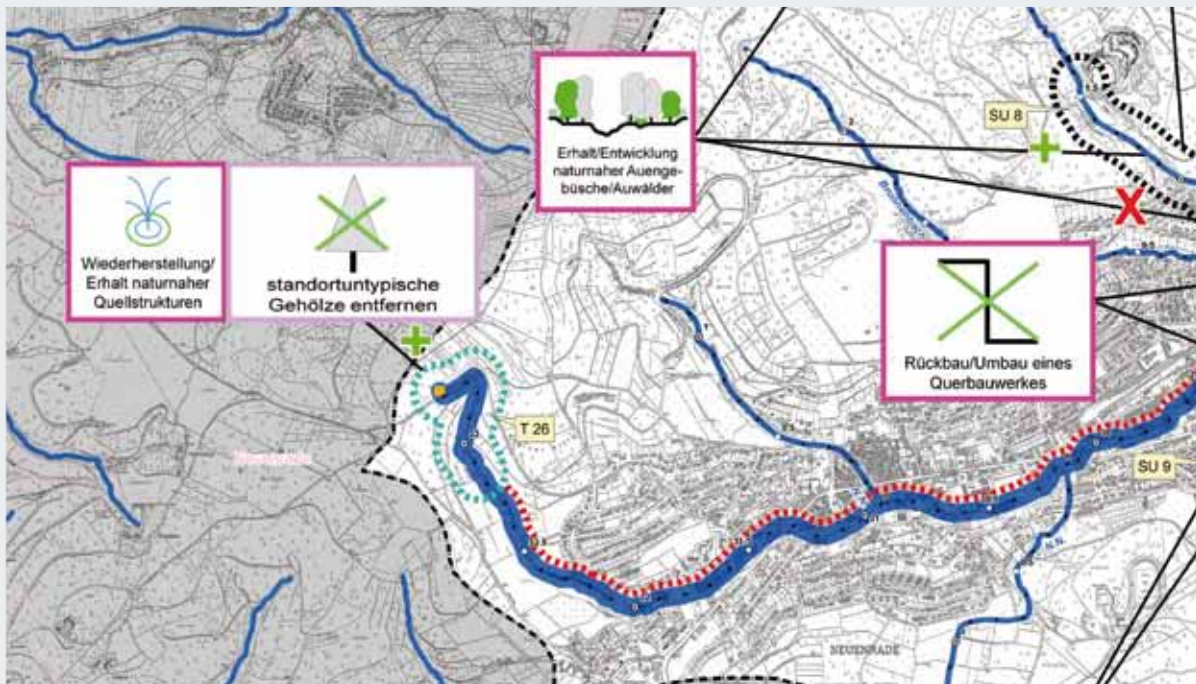 Erhalt/Entwicklung
naturnaher Auenge-
büsche/Auwälder
SU 8
Wiederherstellung/
Erhalt naturnaher
Quellstrukturen
standortuntypische
Gehölze entfernen
Rückbau/Umbau eines
Querbauwerkes
T 26
SU 9
NEUENRADE